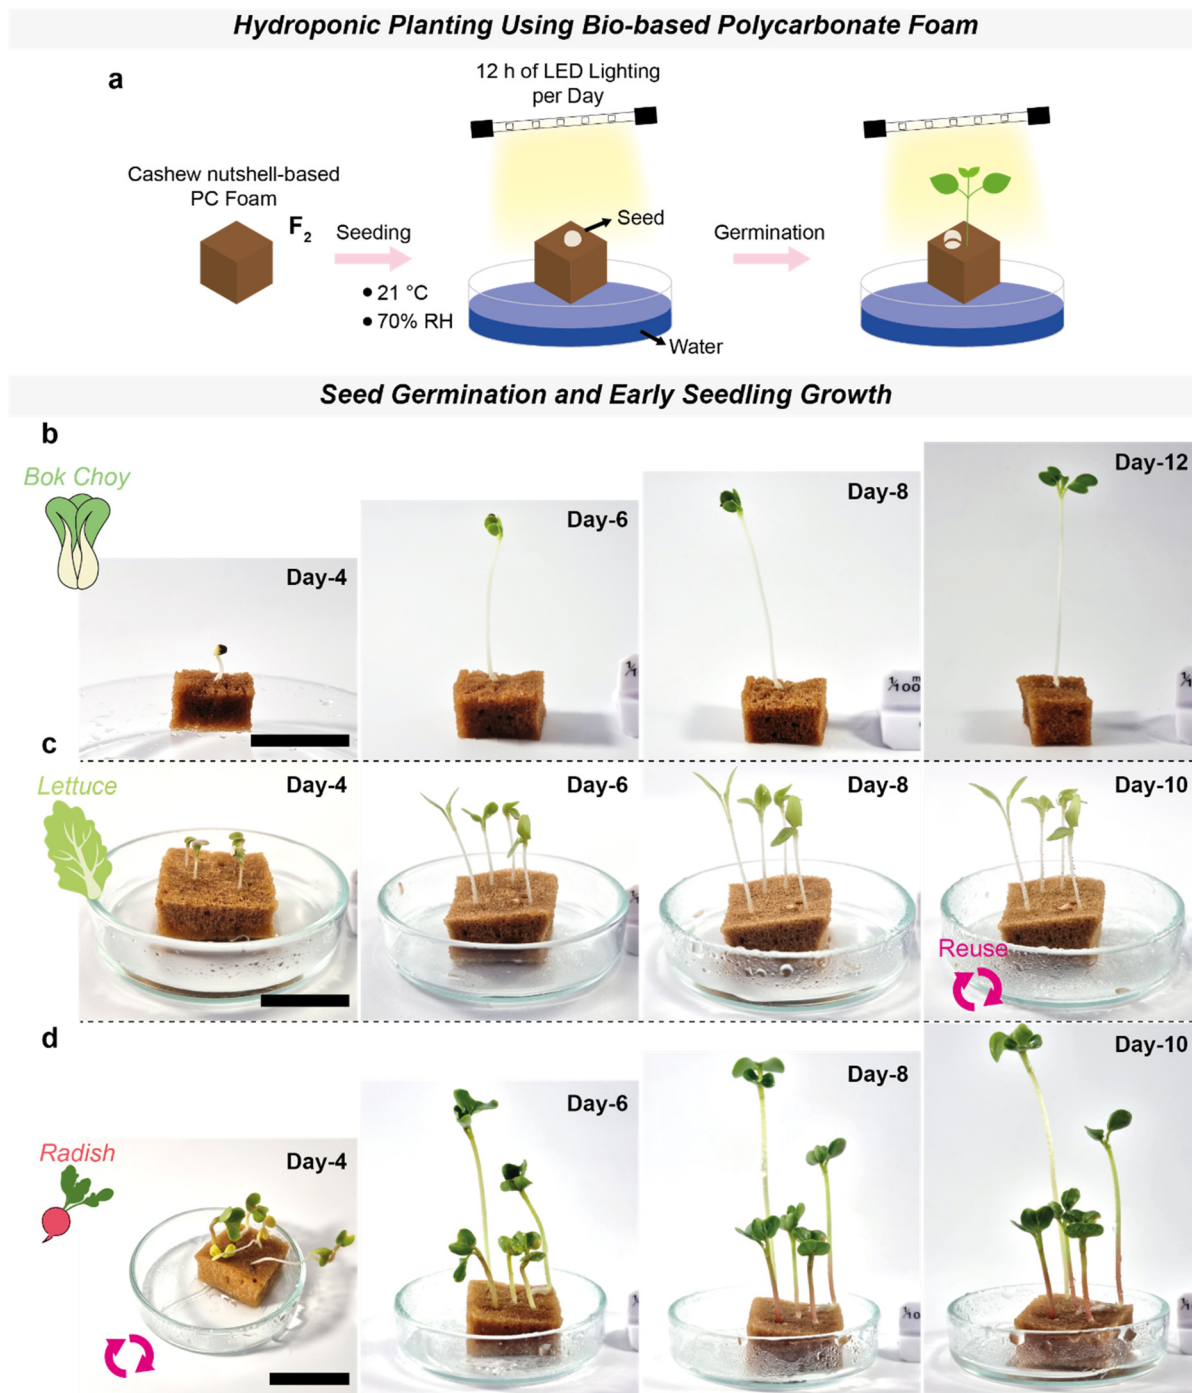 Hydroponic Planting Using Bio-based Polycarbonate Foam
a
12 h of LED Lighting
per Day
Cashew nutshell-based
PC Foam
F2
Seeding
• 21 °C
• 70% RH
Seed
Water
Germination
Seed Germination and Early Seedling Growth
b
Bok Choy
Day-4
Day-6
Day-8
Day-12
1/100
m
c
Lettuce
Day-4
Day-6
Day-8
Day-10
Reuse
d
Radish
Day-4
Day-6
Day-8
Day-10